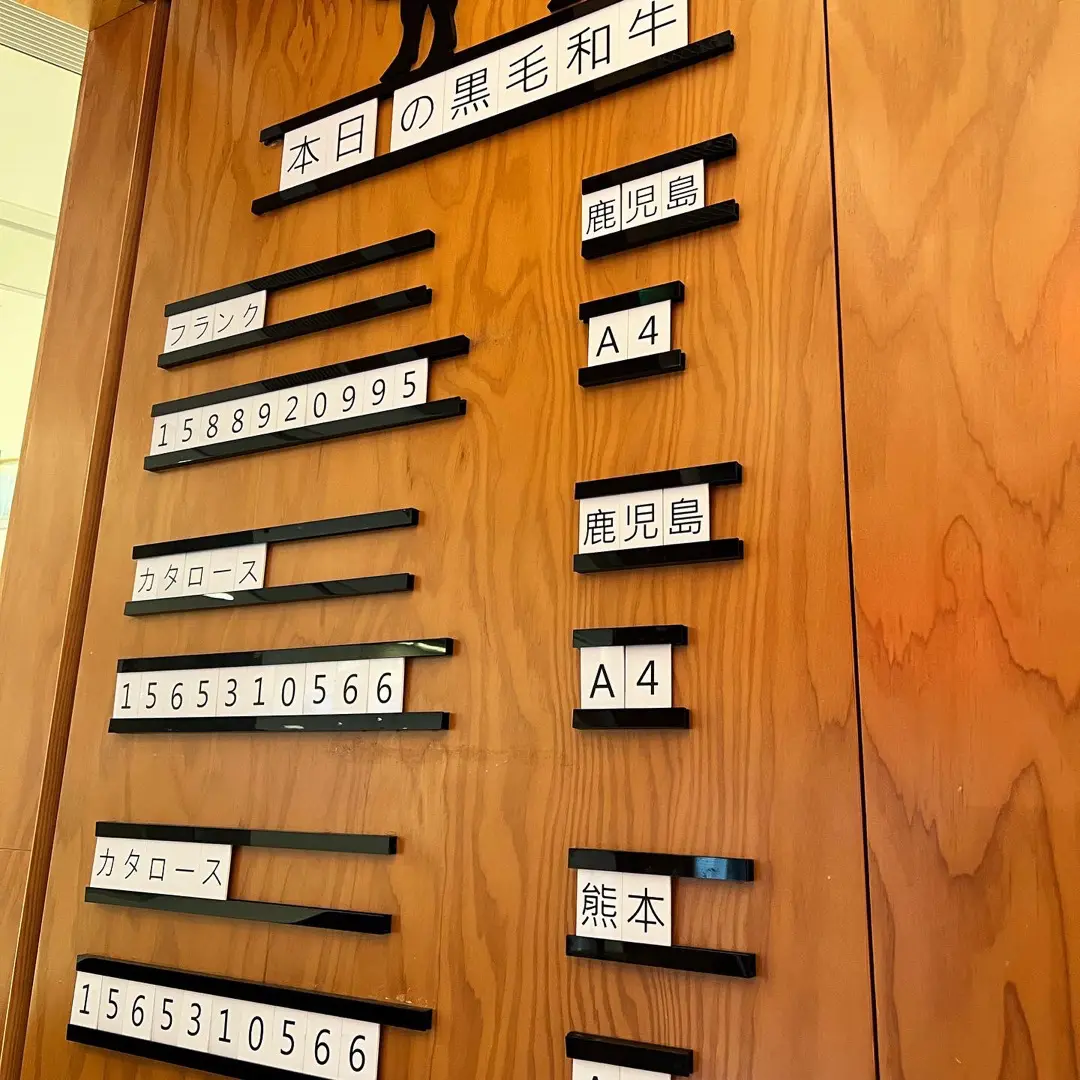 本日の黒毛和牛
フランク 鹿児島
1588920995 A4
カタロース 鹿児島
1565310566 A4
カタロース 熊本
1565310566